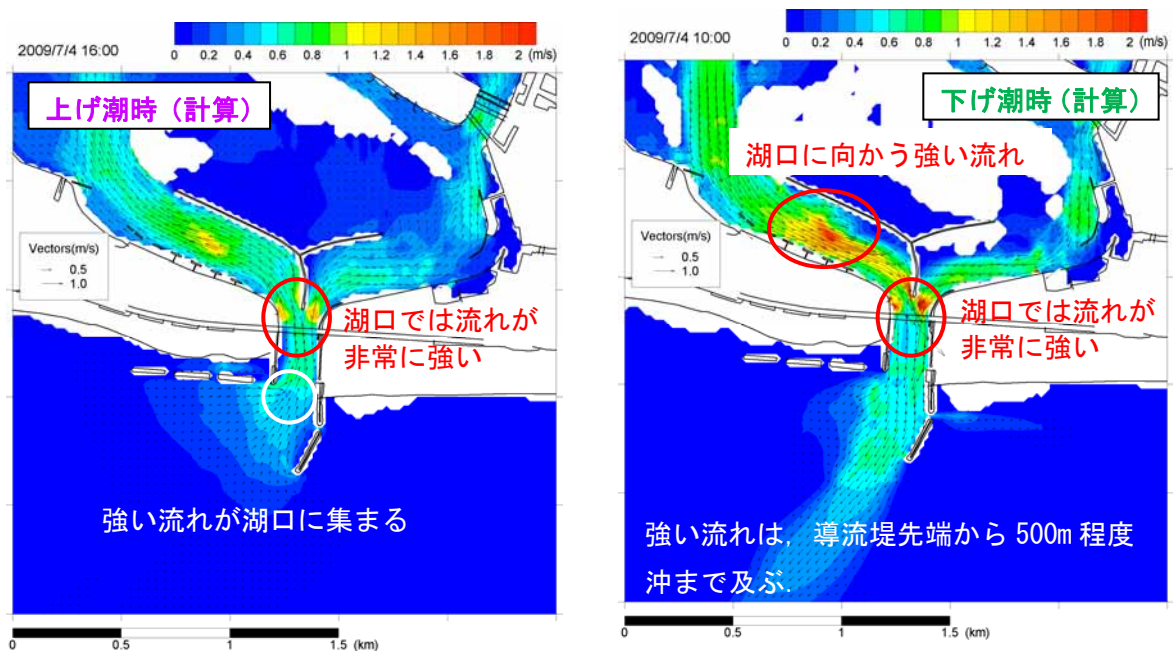 2009/7/4 16:00
0 0.2 0.4 0.6 0.8 1 1.2 1.4 1.6 1.8 2 (m/s)
上げ潮時（計算）
Vectors(m/s)
0.5
1.0
湖口では流れが
非常に強い
強い流れが湖口に集まる
0 0.5 1 1.5 (km)
2009/7/4 10:00
0 0.2 0.4 0.6 0.8 1 1.2 1.4 1.6 1.8 2 (m/s)
下げ潮時（計算）
湖口に向かう強い流れ
Vectors(m/s)
0.5
1.0
湖口では流れが
非常に強い
強い流れは，導流堤先端から 500m 程度
沖まで及ぶ.
0 0.5 1 1.5 (km)